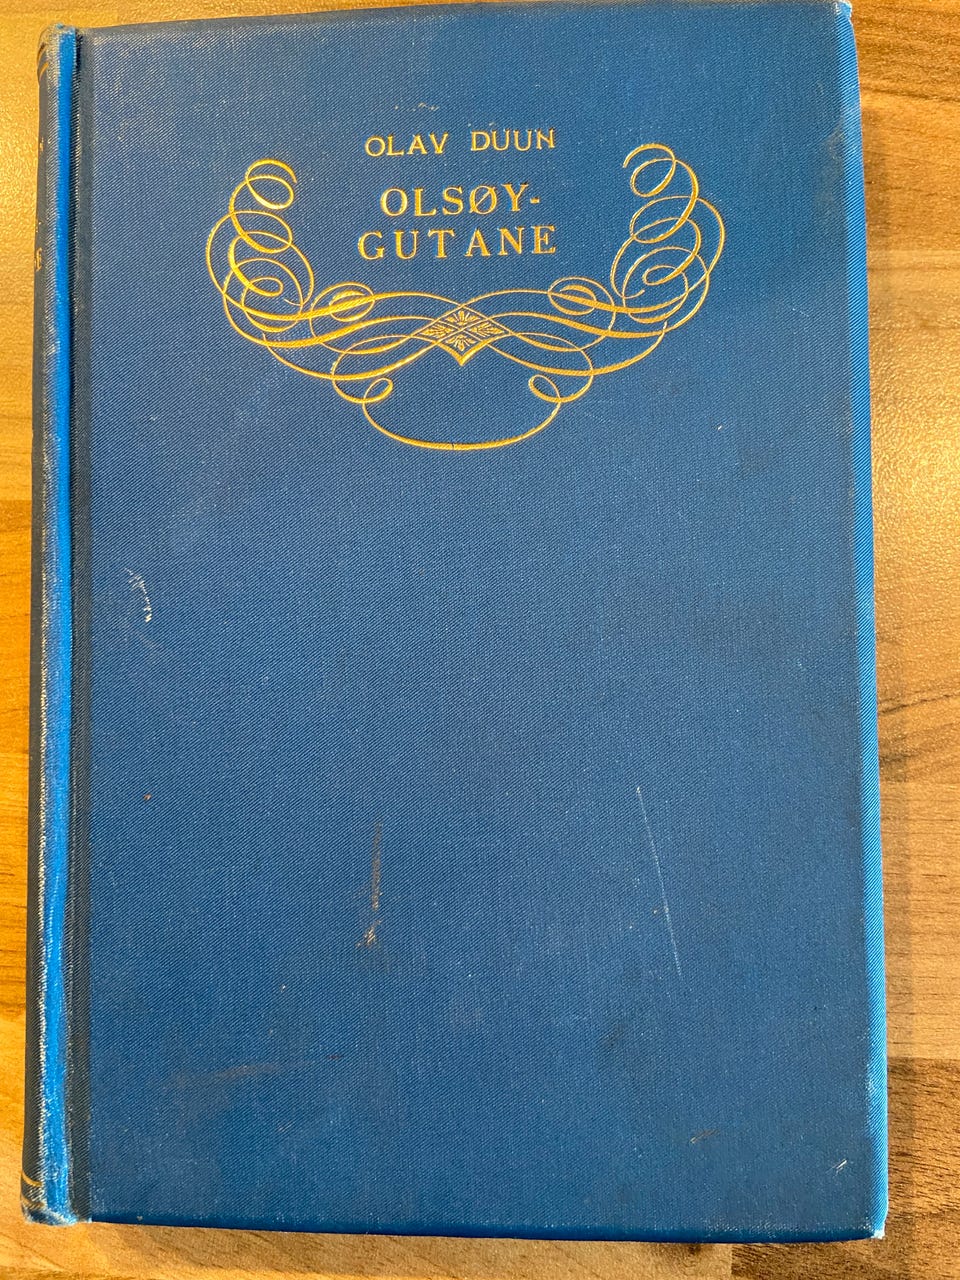 OLAV DUUN
OLSØY-
GUTANE